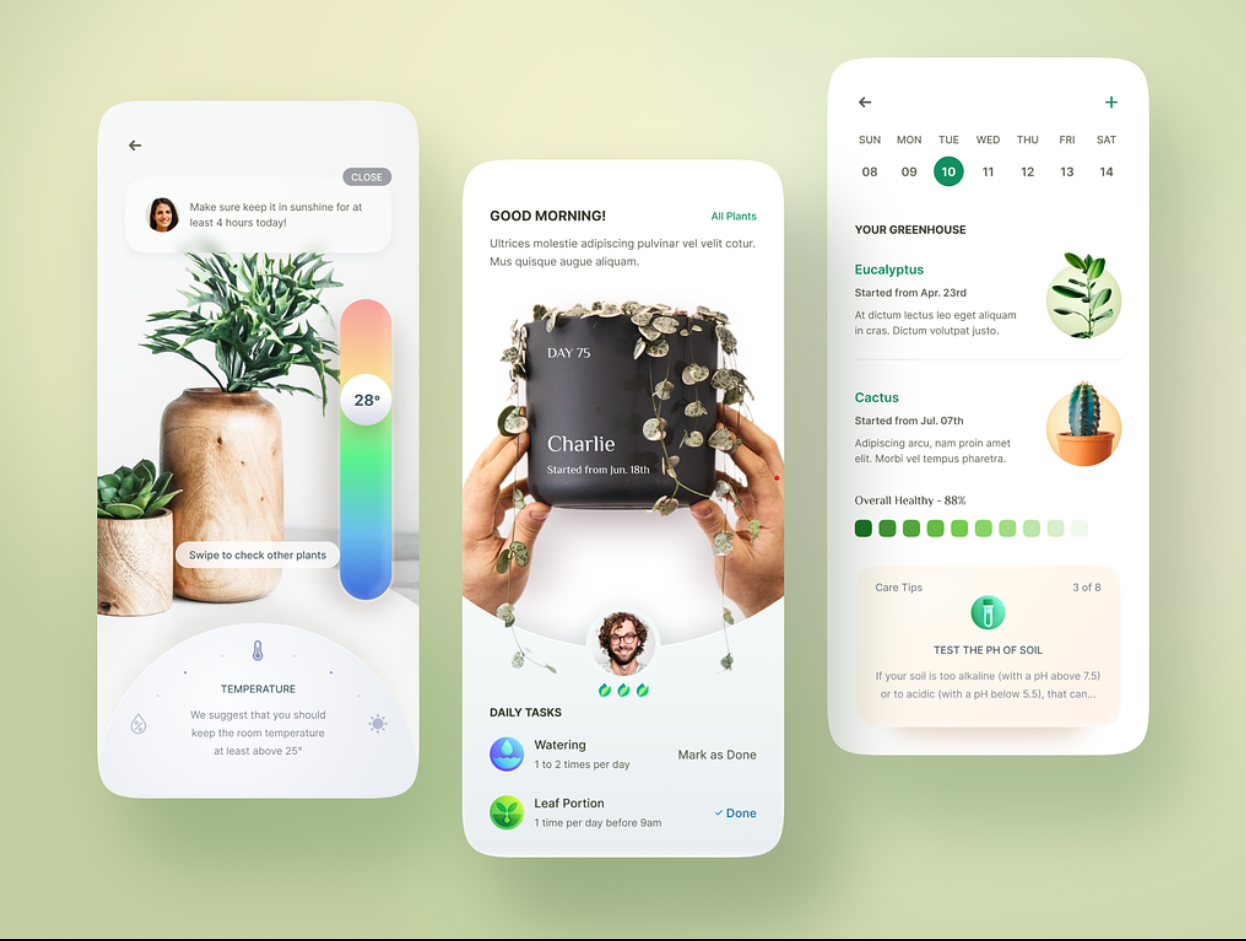 CLOSE
Make sure keep it in sunshine for at
least 4 hours today!
28°
Swipe to check other plants
TEMPERATURE
We suggest that you should
keep the room temperature
at least above 25°
GOOD MORNING!
All Plants
Ultrices molestie adipiscing pulvinar vel velit cotur.
Mus quisque augue aliquam.
DAY 75
Charlie
Started from Jun. 18th
DAILY TASKS
Watering
1 to 2 times per day
Mark as Done
Leaf Portion
1 time per day before 9am
Done
SUN MON TUE WED THU FRI SAT
08 09 10 11 12 13 14
YOUR GREENHOUSE
Eucalyptus
Started from Apr. 23rd
At dictum lectus leo eget aliquam
in cras. Dictum volutpat justo.
Cactus
Started from Jul. 07th
Adipiscing arcu, nam proin amet
elit. Morbi vel tempus pharetra.
Overall Healthy - 88%
Care Tips
3 of 8
TEST THE PH OF SOIL
If your soil is too alkaline (with a pH above 7.5)
or to acidic (with a pH below 5.5), that can...